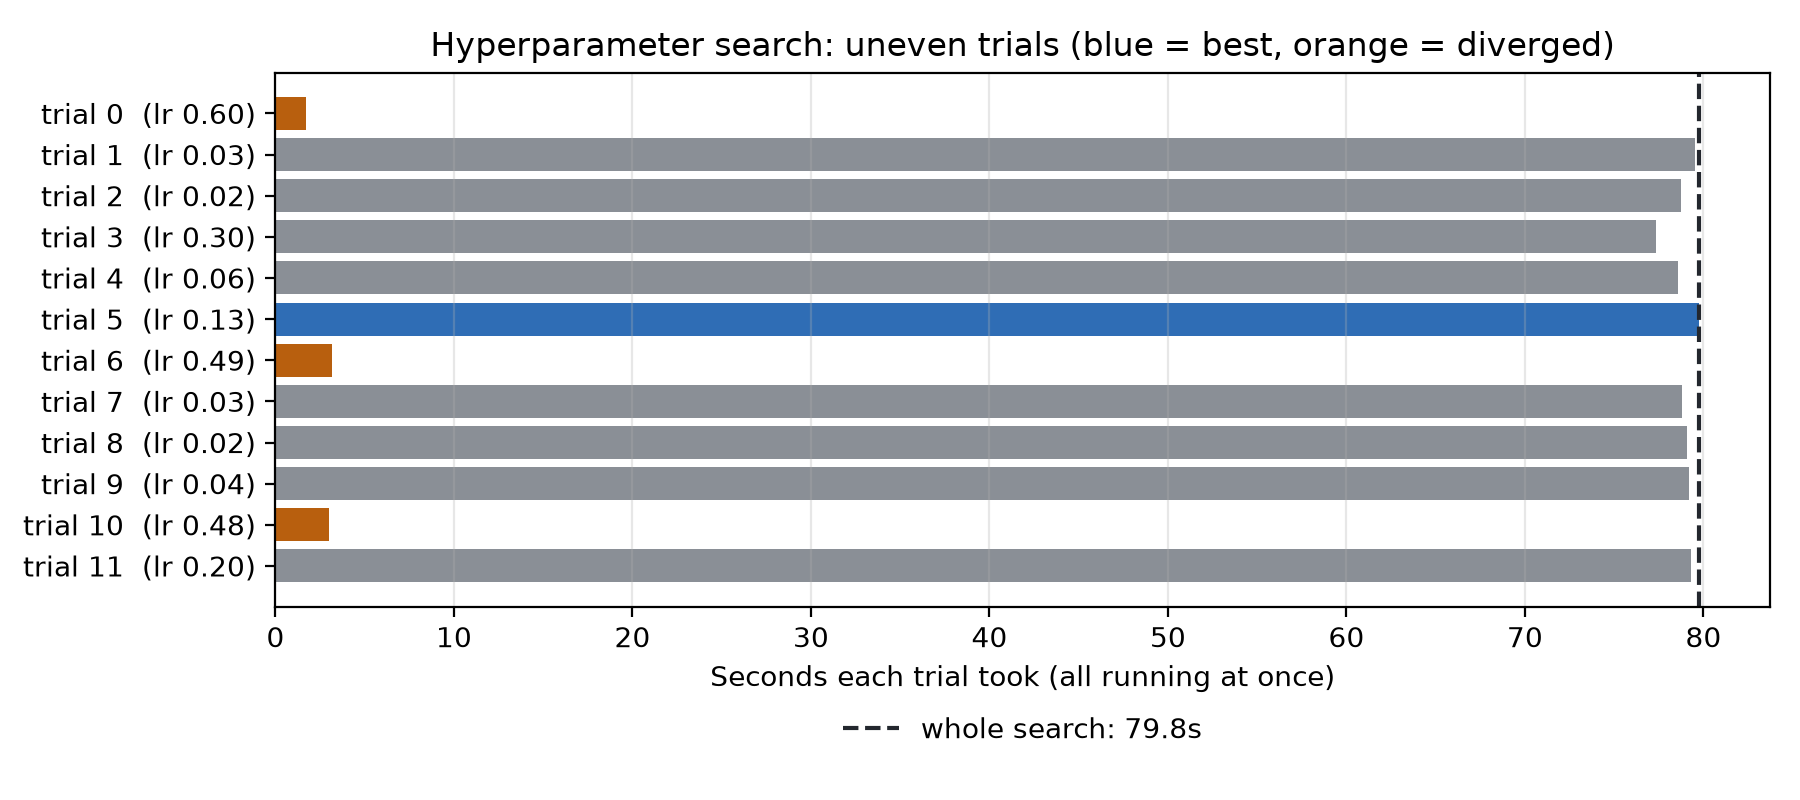 Hyperparameter search: uneven trials (blue = best, orange = diverged)
trial 0 (lr 0.60)
trial 1 (lr 0.03)
trial 2 (lr 0.02)
trial 3 (lr 0.30)
trial 4 (lr 0.06)
trial 5 (lr 0.13)
trial 6 (lr 0.49)
trial 7 (lr 0.03)
trial 8 (lr 0.02)
trial 9 (lr 0.04)
trial 10 (lr 0.48)
trial 11 (lr 0.20)
0 10 20 30 40 50 60 70 80
Seconds each trial took (all running at once)
whole search: 79.8s